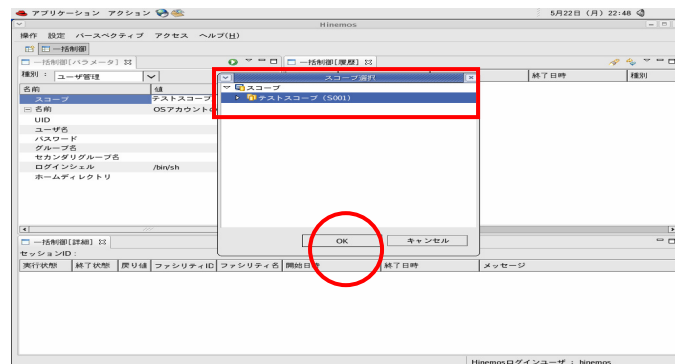 アプリケーション アクション 5月22日 (月) 22:48
Hinemos
操作 設定 パースペクティブ アクセス ヘルプ(H)
一括制御
一括制御[パラメータ] 一括制御[履歴]
種別 : ユーザ管理
終了日時 種別
名前 値
スコープ テストスコープ
名前 OSアカウントの
UID
ユーザ名
パスワード
グループ名
セカンダリグループ名
ログインシェル /bin/sh
ホームディレクトリ
スコープ選択
スコープ
テストスコープ (S001)
OK キャンセル
一括制御[詳細]
セッションID :
実行状態 終了状態 戻り値 ファシリティID ファシリティ名 開始日時 終了日時 メッセージ
Hinemosログインユーザ : hinemos